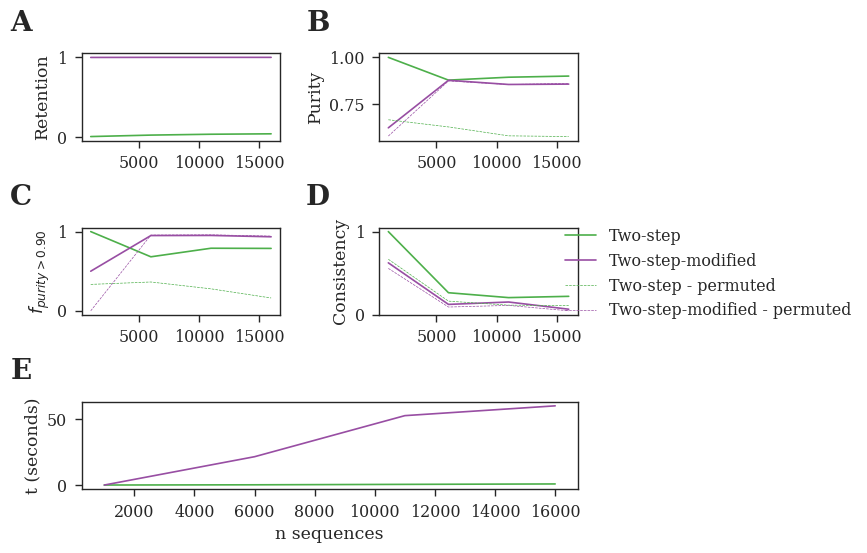 A
B
Retention
1
0
5000 10000 15000
Purity
1.00
0.75
5000 10000 15000
C
D
f purity > 0.90
1
0
5000 10000 15000
Consistency
1
0
5000 10000 15000
Two-step
Two-step-modified
Two-step - permuted
Two-step-modified - permuted
E
t (seconds)
50
0
2000 4000 6000 8000 10000 12000 14000 16000
n sequences